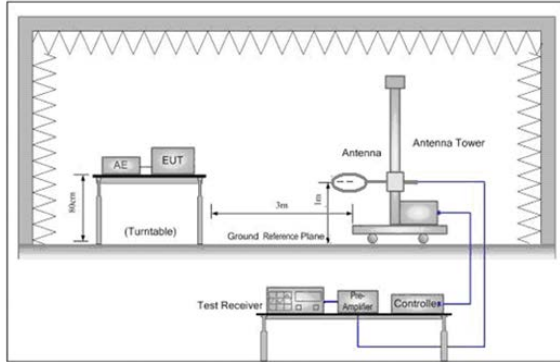 Antenna Tower
Antenna
AE
EUT
80cm
(Turntable)
3m
1m
Ground Reference Plane
Test Receiver
Pre-
Amplifier
Controller